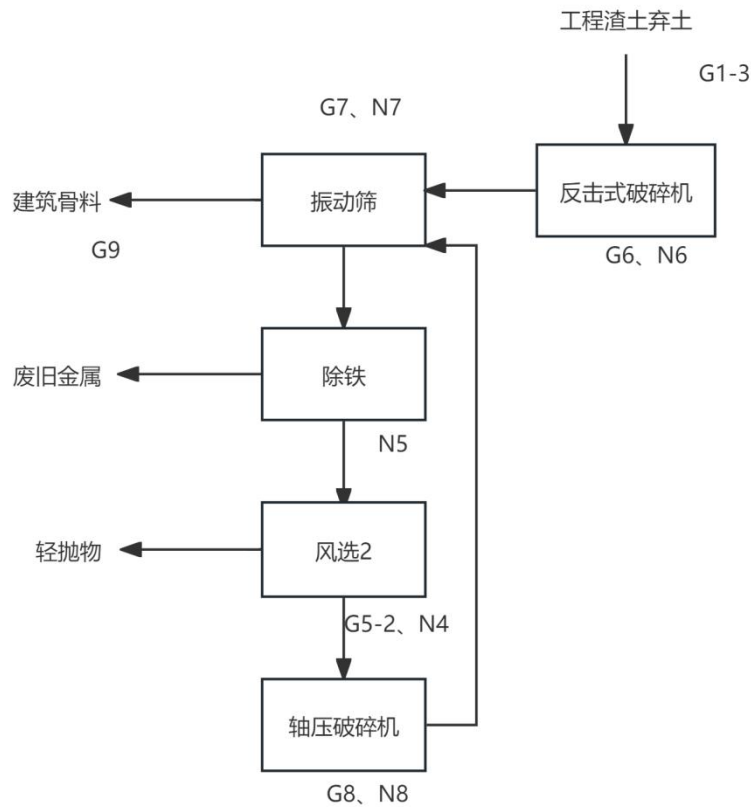 工程渣土弃土
G1-3
G7、N7
振动筛
反击式破碎机
建筑骨料
G9
G6、N6
除铁
废旧金属
N5
风选2
轻抛物
G5-2、N4
轴压破碎机
G8、N8